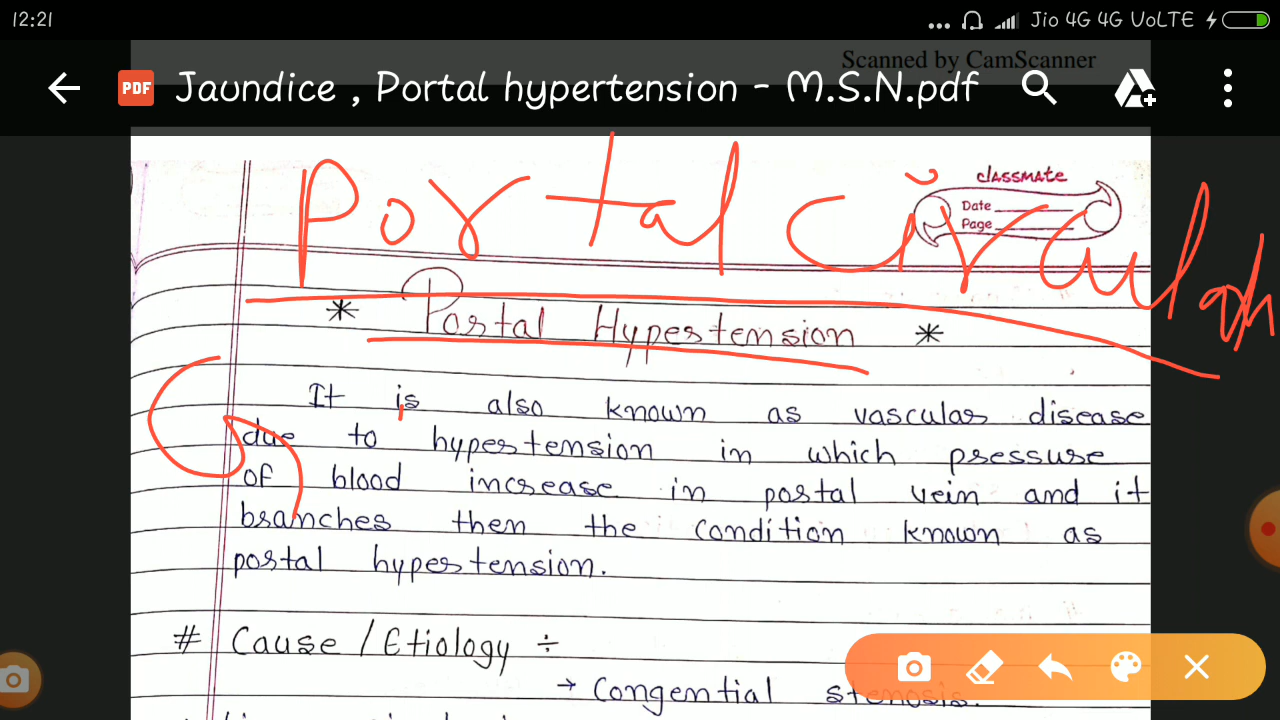 12:21 ... Jio 4G 4G VoLTE
Scanned by CamScanner
PDF Jaundice , Portal hypertension - M.S.N.pdf
classmate
Date
Page
Portal
* Portal Hypertension *
It is also known as vascular disease
due to hypertension in which pressure
of blood increase in portal vein and it
branches then the condition known as
portal hypertension.
# Cause / Etiology ÷
→ Congential stenosis.